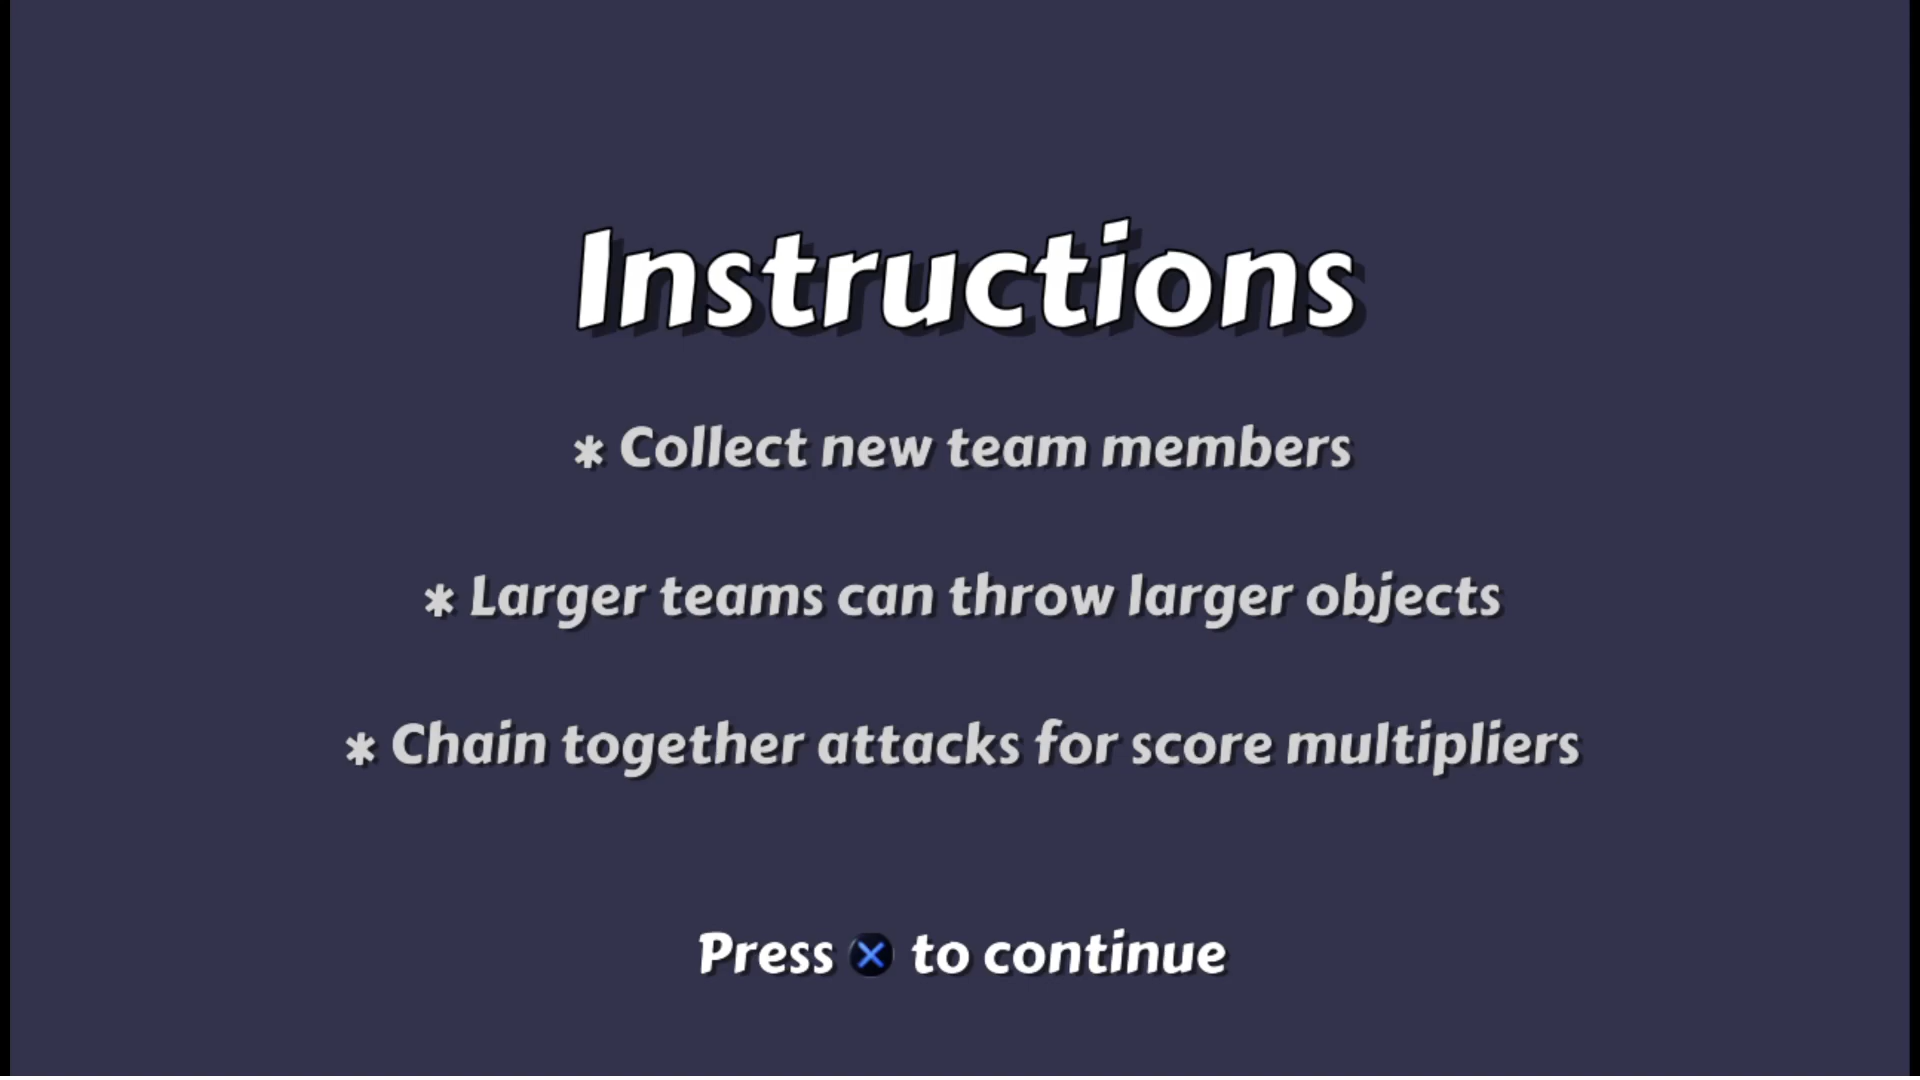 Instructions
* Collect new team members
* Larger teams can throw larger objects
* Chain together attacks for score multipliers
Press ✕ to continue